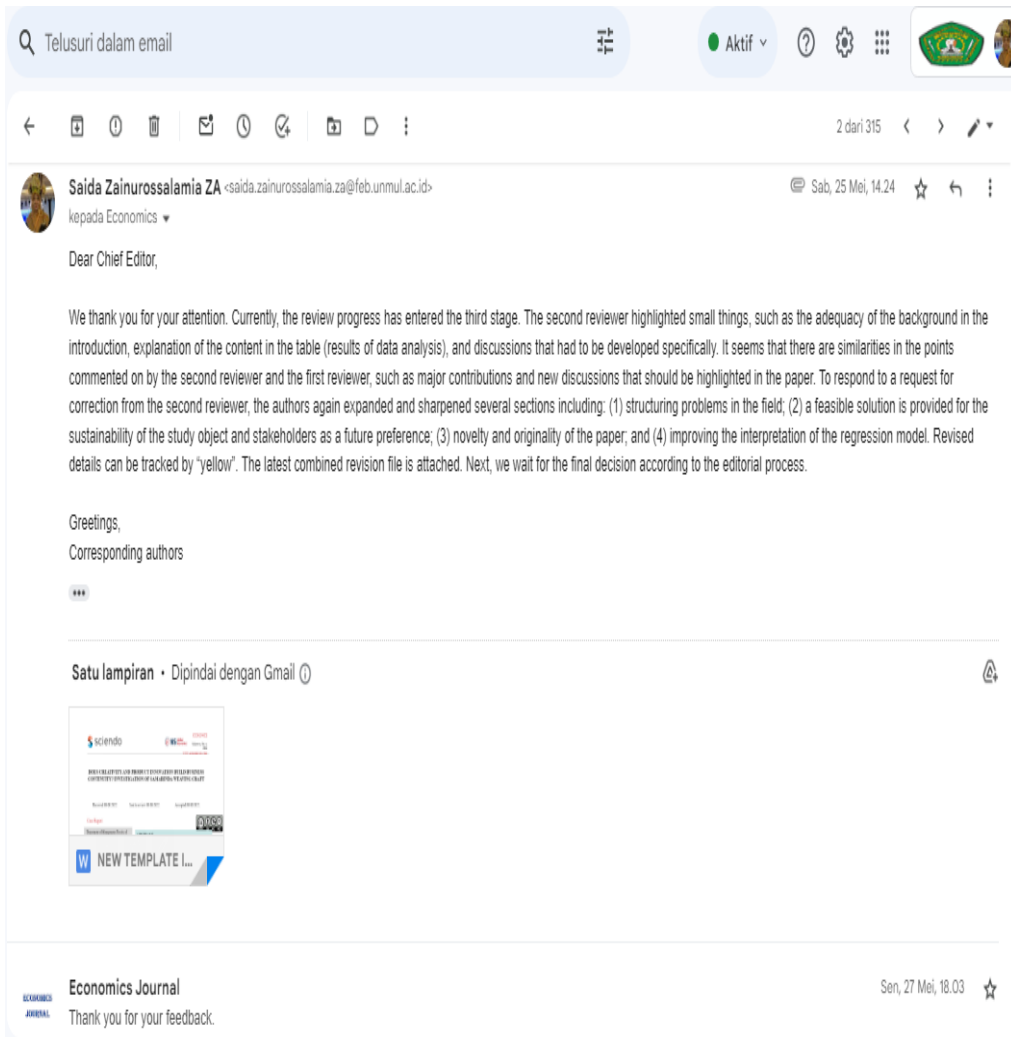 Telusuri dalam email
Aktif
2 dari 315
Saida Zainurossalamia ZA <saida.zainurossalamia.za@feb.unmul.ac.id>
Sab, 25 Mei, 14.24
kepada Economics
Dear Chief Editor,
We thank you for your attention. Currently, the review progress has entered the third stage. The second reviewer highlighted small things, such as the adequacy of the background in the
introduction, explanation of the content in the table (results of data analysis), and discussions that had to be developed specifically. It seems that there are similarities in the points
commented on by the second reviewer and the first reviewer, such as major contributions and new discussions that should be highlighted in the paper. To respond to a request for
correction from the second reviewer, the authors again expanded and sharpened several sections including: (1) structuring problems in the field; (2) a feasible solution is provided for the
sustainability of the study object and stakeholders as a future preference; (3) novelty and originality of the paper; and (4) improving the interpretation of the regression model. Revised
details can be tracked by “yellow”. The latest combined revision file is attached. Next, we wait for the final decision according to the editorial process.
Greetings,
Corresponding authors
Satu lampiran • Dipindai dengan Gmail
sciendo
W NEW TEMPLATE I...
Economics Journal
Sen, 27 Mei, 18.03
ECONOMICS
JOURNAL
Thank you for your feedback.